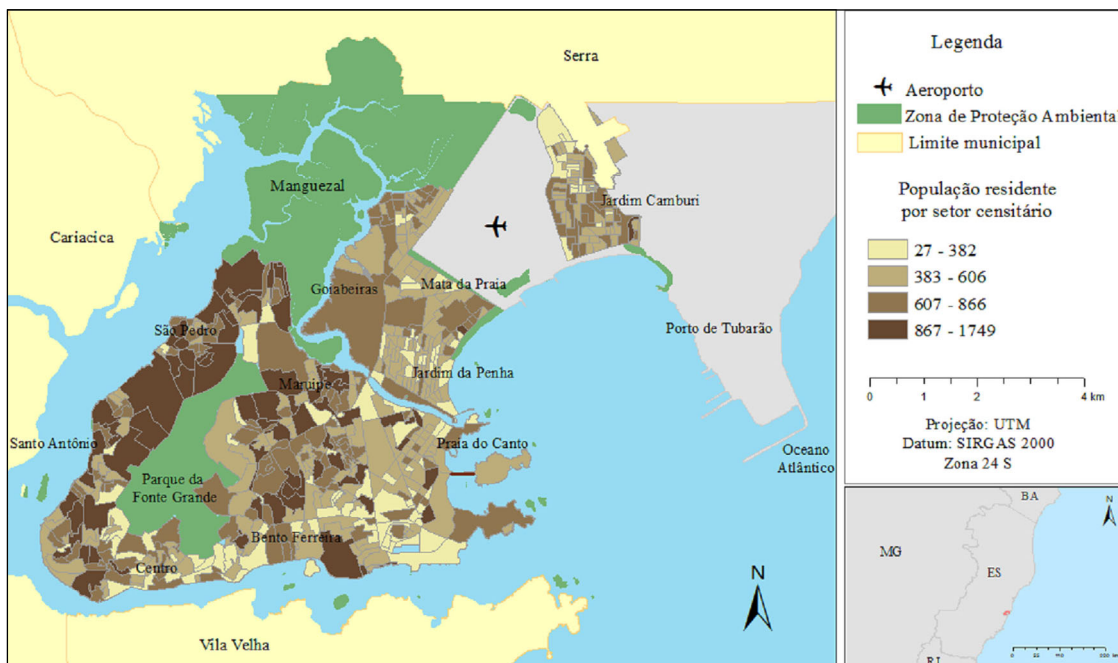 Serra
Manguezal
Cariacica
Jardim Camburi
Goiabeiras
Mata da Praia
São Pedro
Porto de Tubarão
Jardim da Penha
Maruípe
Santo Antônio
Praia do Canto
Oceano
Atlântico
Parque da
Fonte Grande
Bento Ferreira
Centro
N
Vila Velha
Legenda
Aeroporto
Zona de Proteção Ambiental
Limite municipal
População residente
por setor censitário
27 - 382
383 - 606
607 - 866
867 - 1749
0 1 2 4 km
Projeção: UTM
Datum: SIRGAS 2000
Zona 24 S
BA
N
MG
ES
RJ